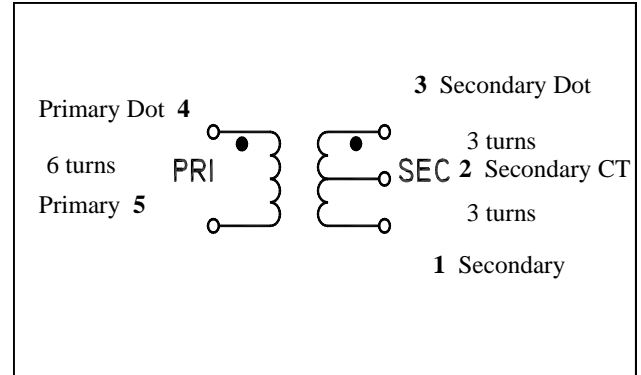 3 Secondary Dot
Primary Dot 4
3 turns
6 turns
PRI
SEC
2 Secondary CT
Primary 5
3 turns
1 Secondary